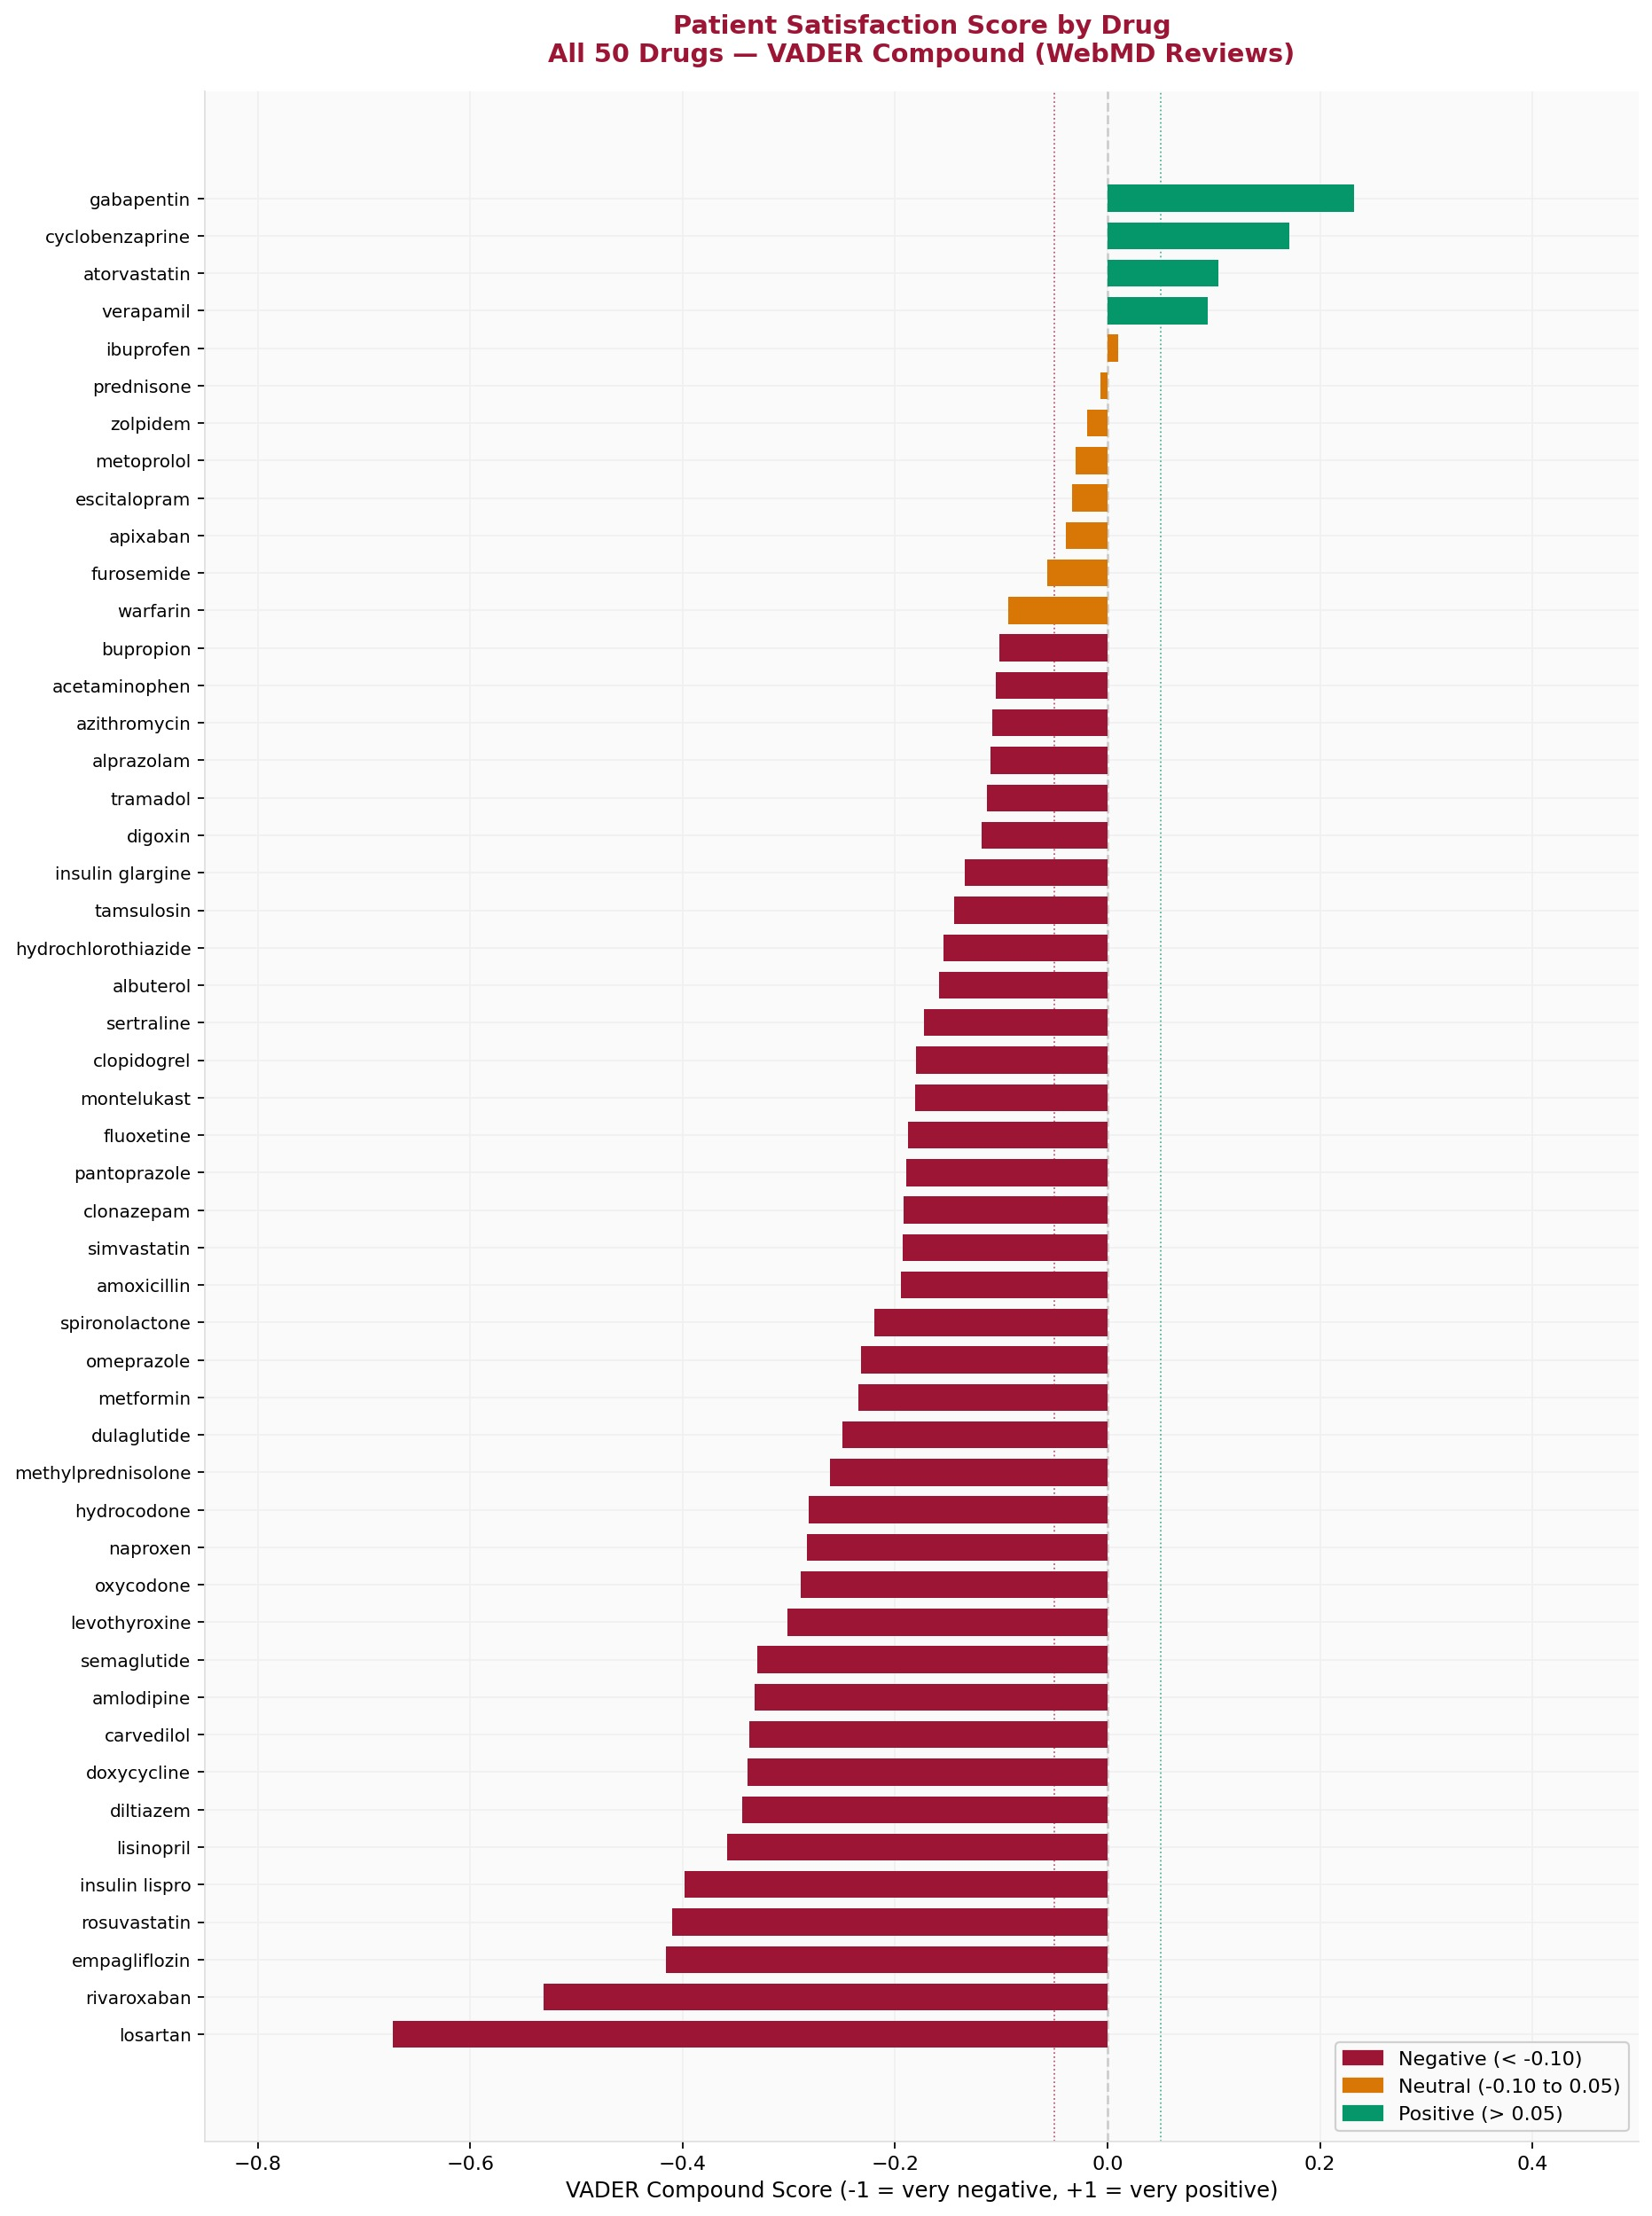 Patient Satisfaction Score by Drug
All 50 Drugs — VADER Compound (WebMD Reviews)
gabapentin
cyclobenzaprine
atorvastatin
verapamil
ibuprofen
prednisone
zolpidem
metoprolol
escitalopram
apixaban
furosemide
warfarin
bupropion
acetaminophen
azithromycin
alprazolam
tramadol
digoxin
insulin glargine
tamsulosin
hydrochlorothiazide
albuterol
sertraline
clopidogrel
montelukast
fluoxetine
pantoprazole
clonazepam
simvastatin
amoxicillin
spironolactone
omeprazole
metformin
dulaglutide
methylprednisolone
hydrocodone
naproxen
oxycodone
levothyroxine
semaglutide
amlodipine
carvedilol
doxycycline
diltiazem
lisinopril
insulin lispro
rosuvastatin
empagliflozin
rivaroxaban
losartan
Negative (< -0.10)
Neutral (-0.10 to 0.05)
Positive (> 0.05)
−0.8 −0.6 −0.4 −0.2 0.0 0.2 0.4
VADER Compound Score (-1 = very negative, +1 = very positive)